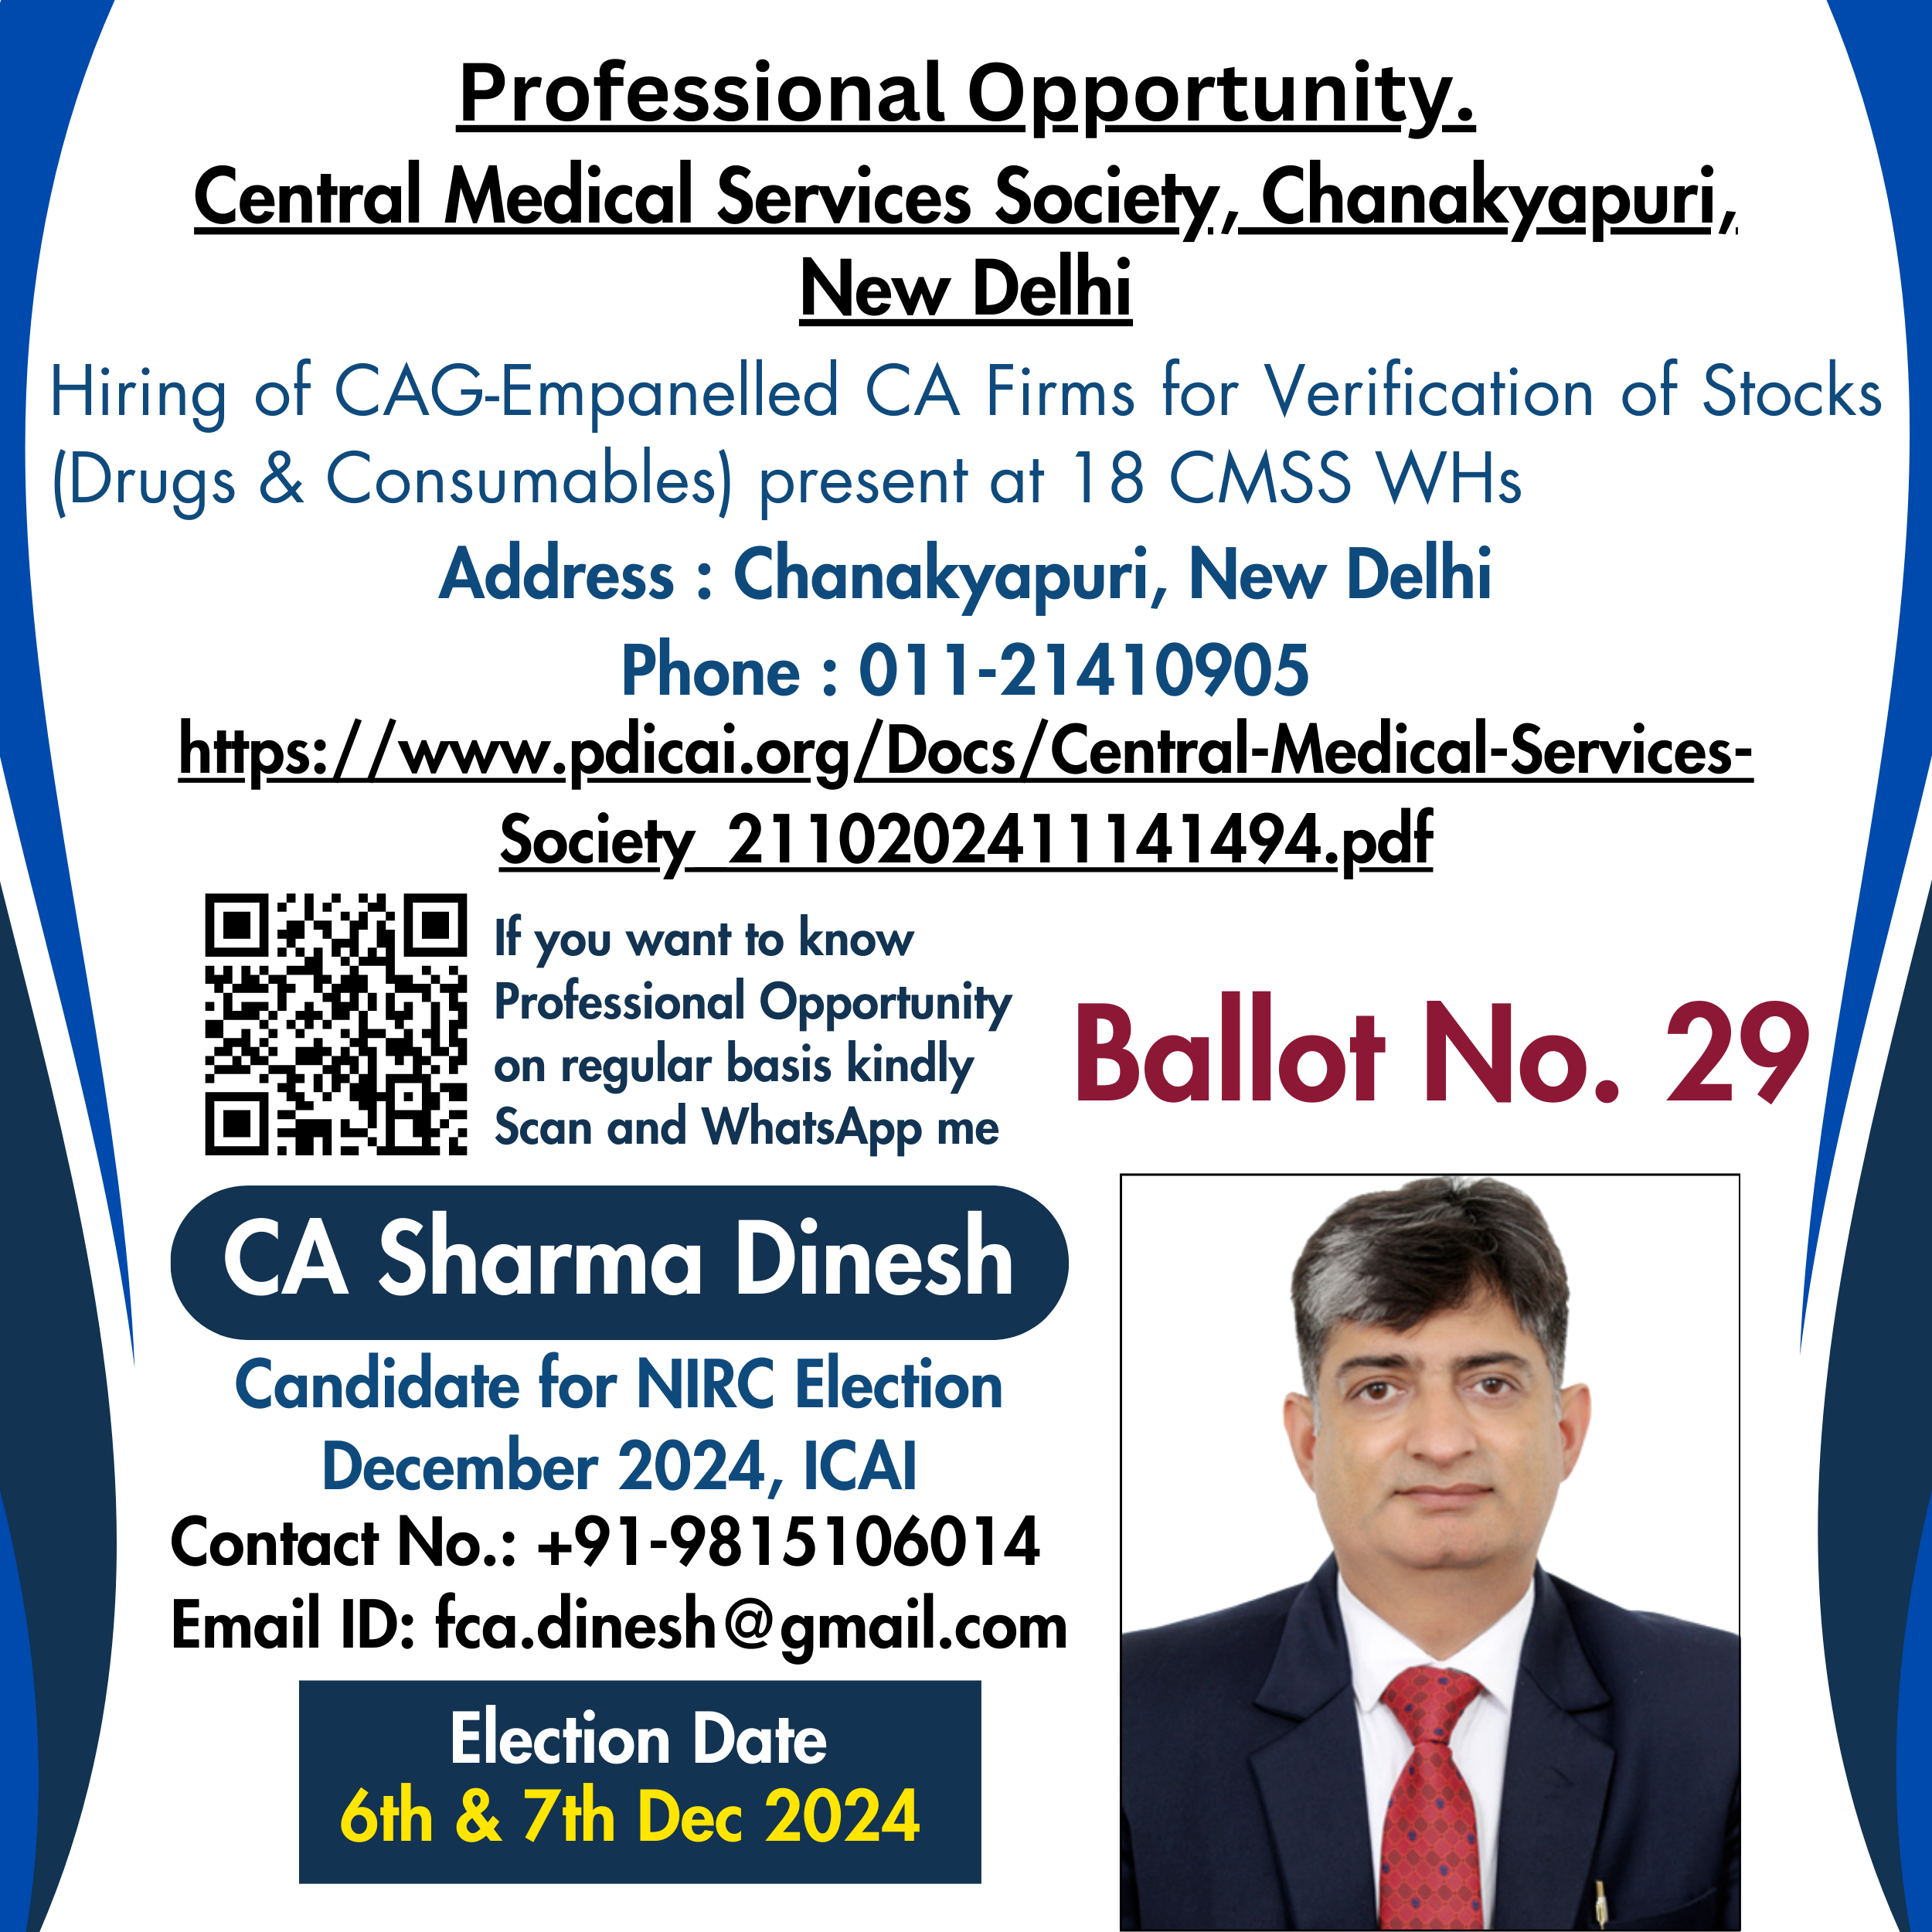 Professional Opportunity.
Central Medical Services Society, Chanakyapuri,
New Delhi
Hiring of CAG-Empanelled CA Firms for Verification of Stocks
(Drugs & Consumables) present at 18 CMSS WHs
Address : Chanakyapuri, New Delhi
Phone : 011-21410905
https://www.pdicai.org/Docs/Central-Medical-Services-
Society_2110202411141494.pdf
If you want to know
Professional Opportunity
on regular basis kindly
Scan and WhatsApp me
Ballot No. 29
CA Sharma Dinesh
Candidate for NIRC Election
December 2024, ICAI
Contact No.: +91-9815106014
Email ID: fca.dinesh@gmail.com
Election Date
6th & 7th Dec 2024